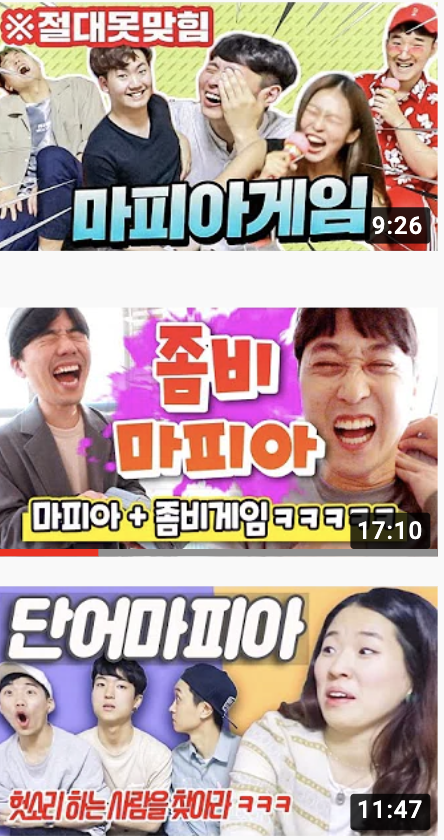 ※절대못맞힘
마피아게임
9:26
좀비
마피아
마피아 + 좀비게임 ㅋㅋㅋㅋㅋ
17:10
단어마피아
헛소리 하는 사람을 찾아라 ㅋㅋㅋ
11:47